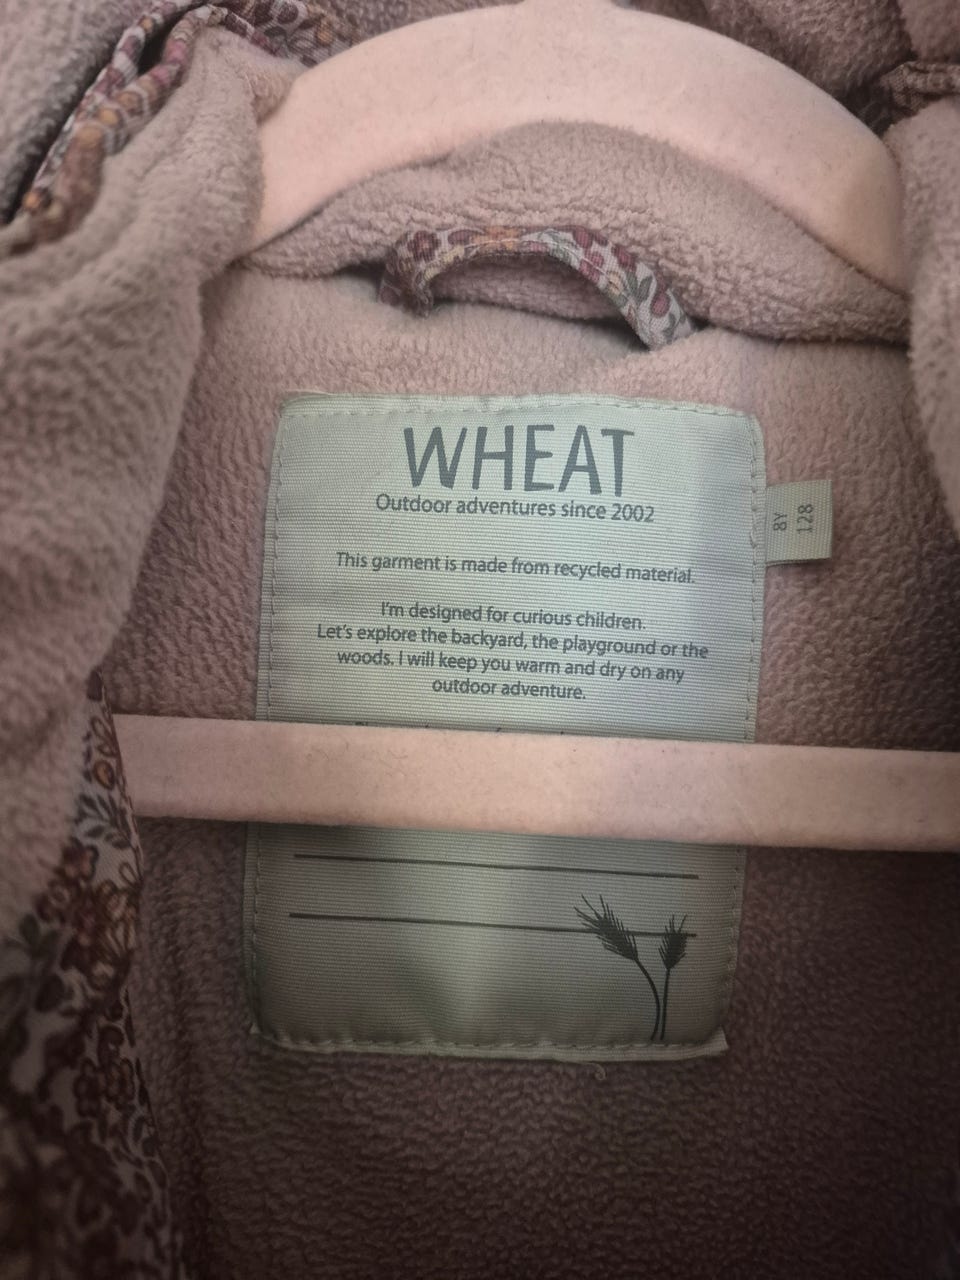 WHEAT
Outdoor adventures since 2002
This garment is made from recycled material.
I'm designed for curious children.
Let's explore the backyard, the playground or the
woods. I will keep you warm and dry on any
outdoor adventure.
8Y
128